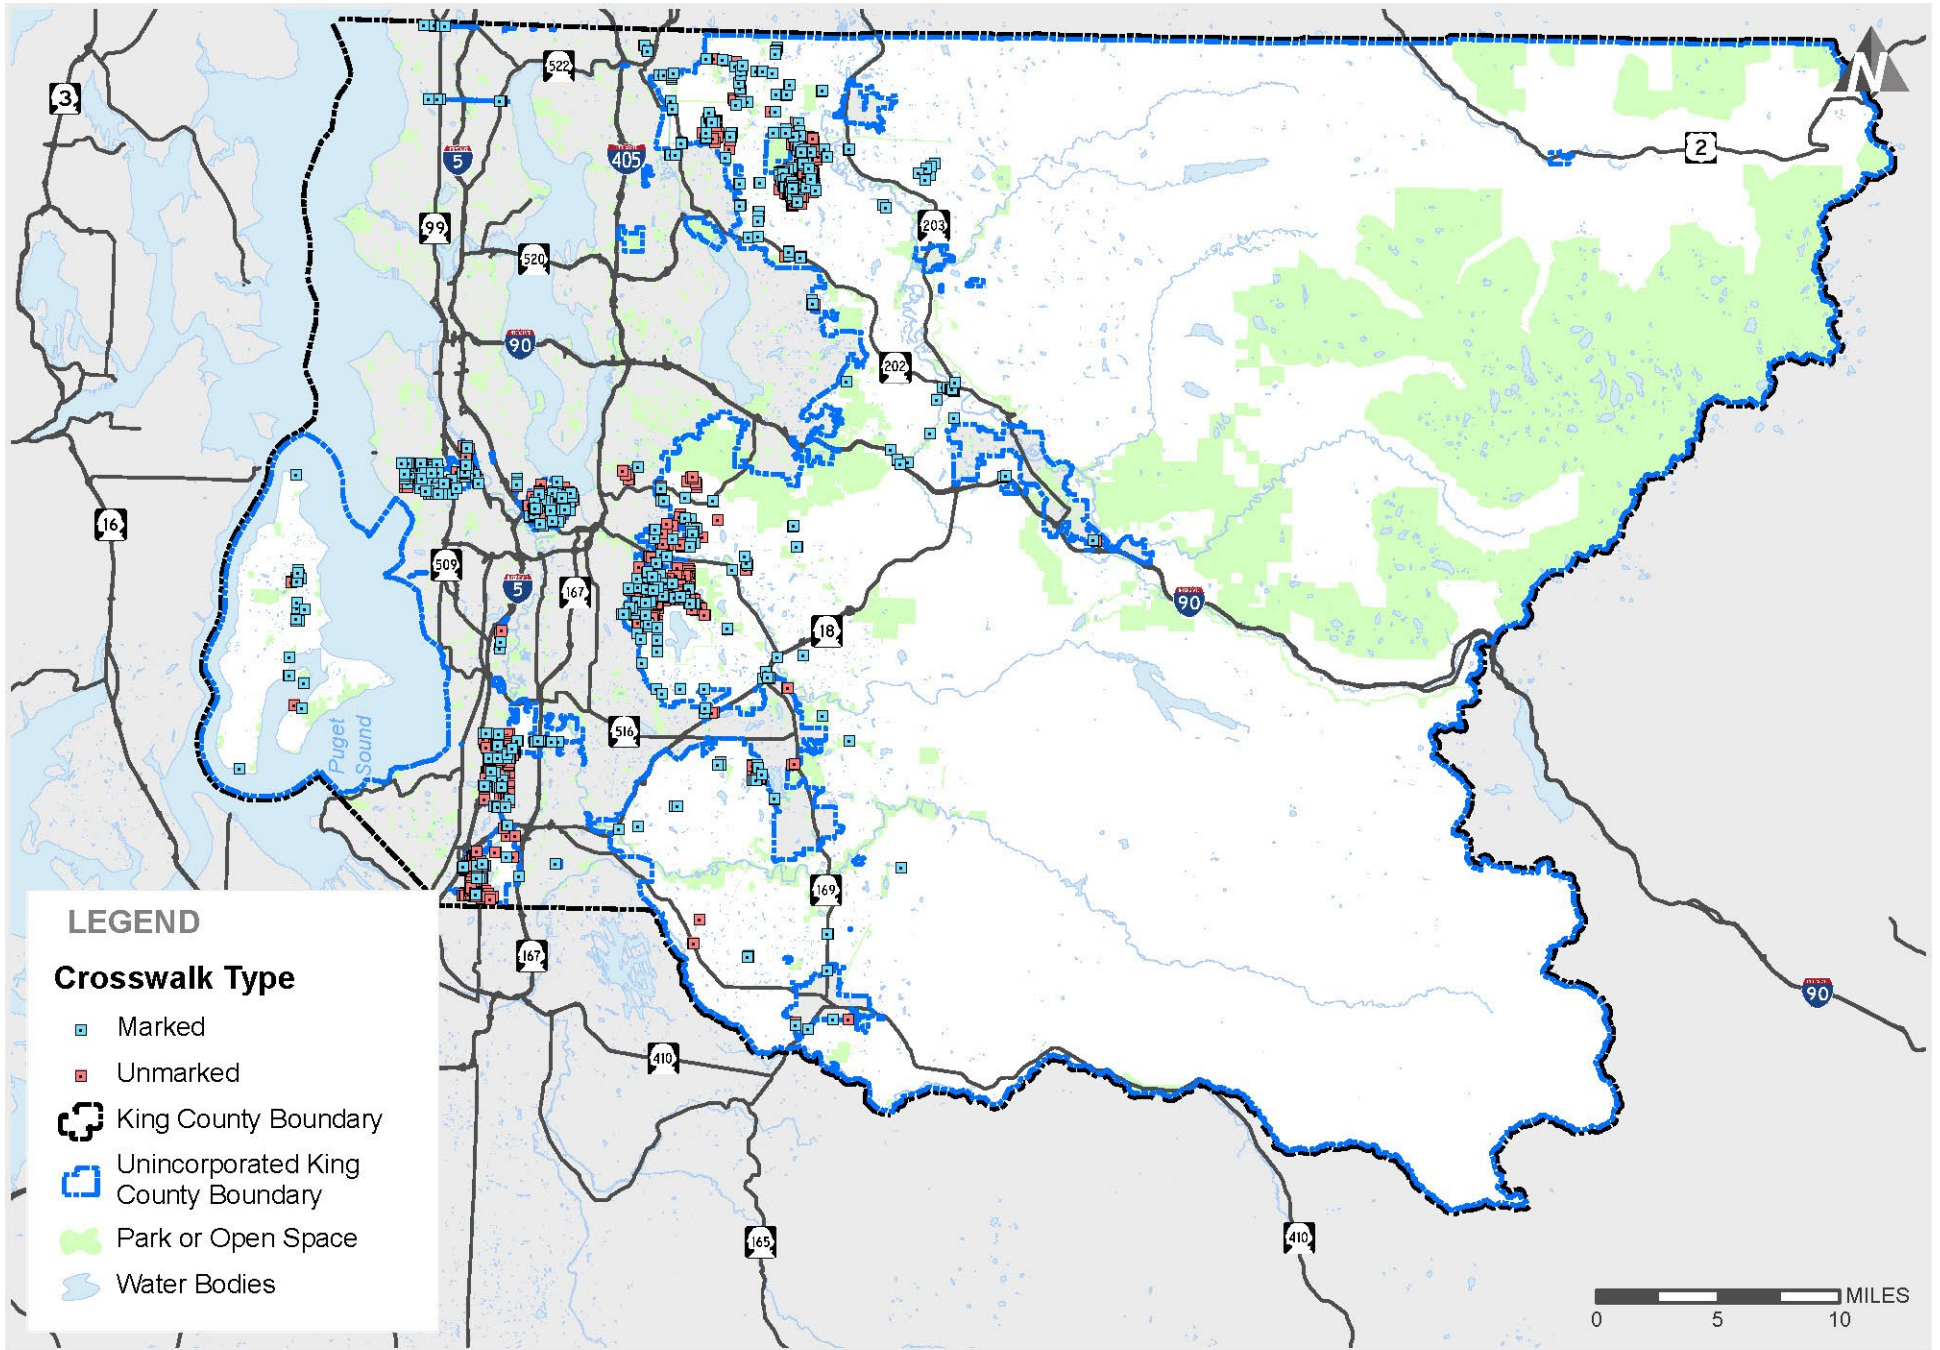 522
3
5
405
2
99
203
520
90
202
16
509
5
167
90
18
516
Puget
Sound
169
167
90
410
165
410
LEGEND
Crosswalk Type
Marked
Unmarked
King County Boundary
Unincorporated King
County Boundary
Park or Open Space
Water Bodies
N
MILES
0 5 10